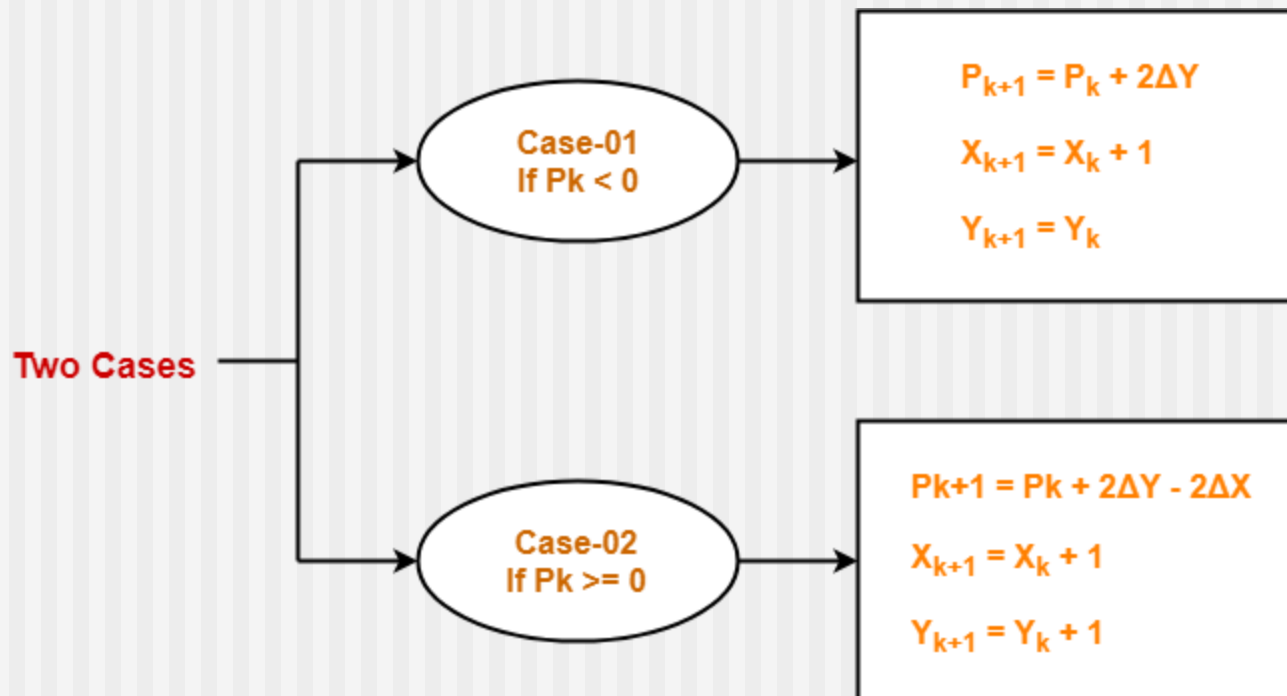 Two Cases
Case-01
If Pk < 0
Pₖ₊₁ = Pₖ + 2ΔY
Xₖ₊₁ = Xₖ + 1
Yₖ₊₁ = Yₖ
Case-02
If Pk >= 0
Pk+1 = Pk + 2ΔY - 2ΔX
Xₖ₊₁ = Xₖ + 1
Yₖ₊₁ = Yₖ + 1